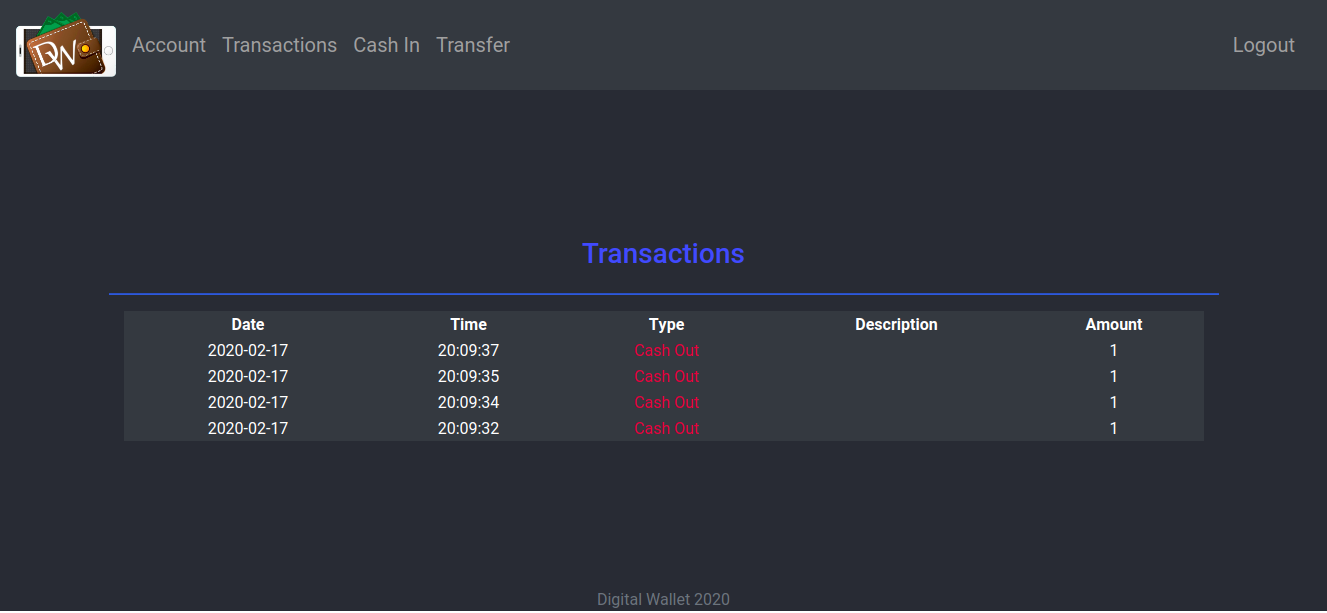 DW Account Transactions Cash In Transfer Logout
Transactions
Date Time Type Description Amount
2020-02-17 20:09:37 Cash Out 1
2020-02-17 20:09:35 Cash Out 1
2020-02-17 20:09:34 Cash Out 1
2020-02-17 20:09:32 Cash Out 1
Digital Wallet 2020